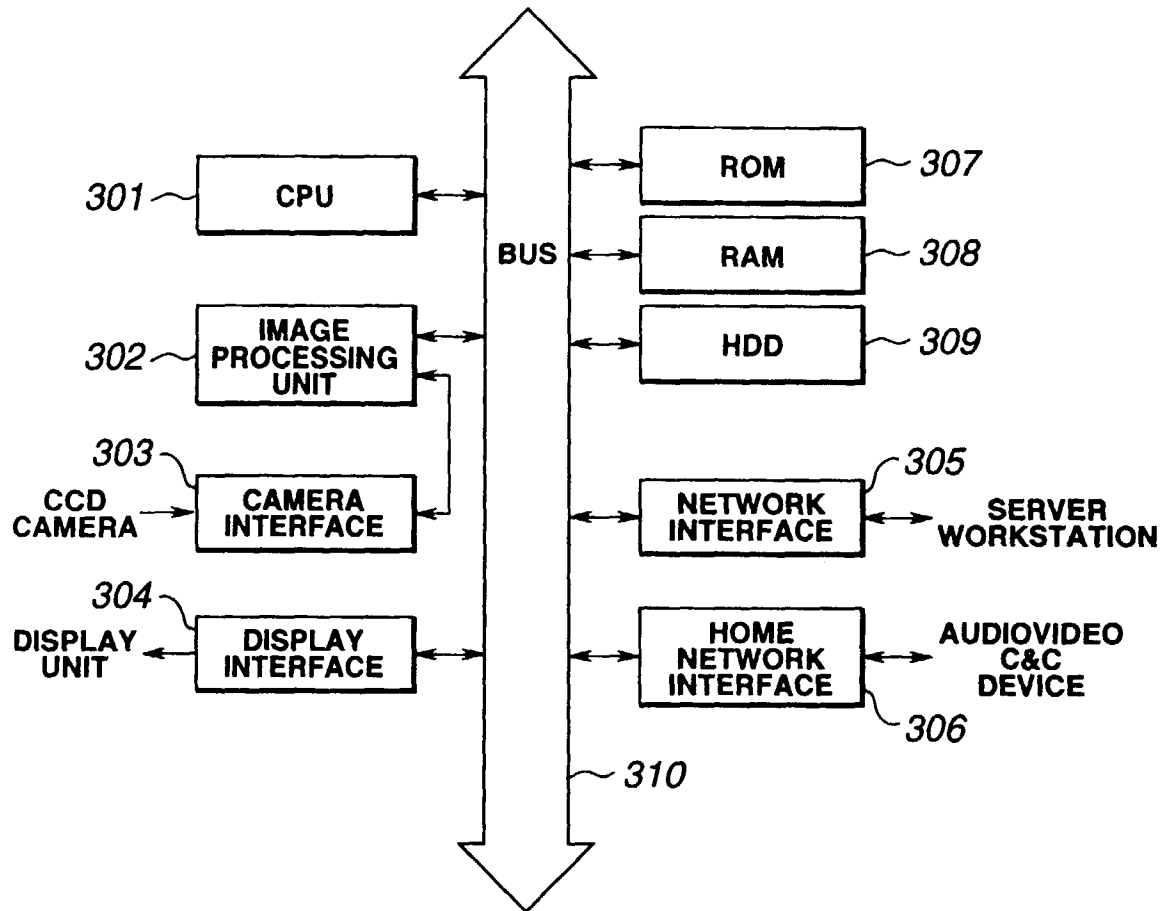 301
CPU
302
IMAGE
PROCESSING
UNIT
303
CCD
CAMERA
CAMERA
INTERFACE
304
DISPLAY
UNIT
DISPLAY
INTERFACE
BUS
310
ROM
307
RAM
308
HDD
309
305
NETWORK
INTERFACE
SERVER
WORKSTATION
HOME
NETWORK
INTERFACE
306
AUDIOVIDEO
C&C
DEVICE